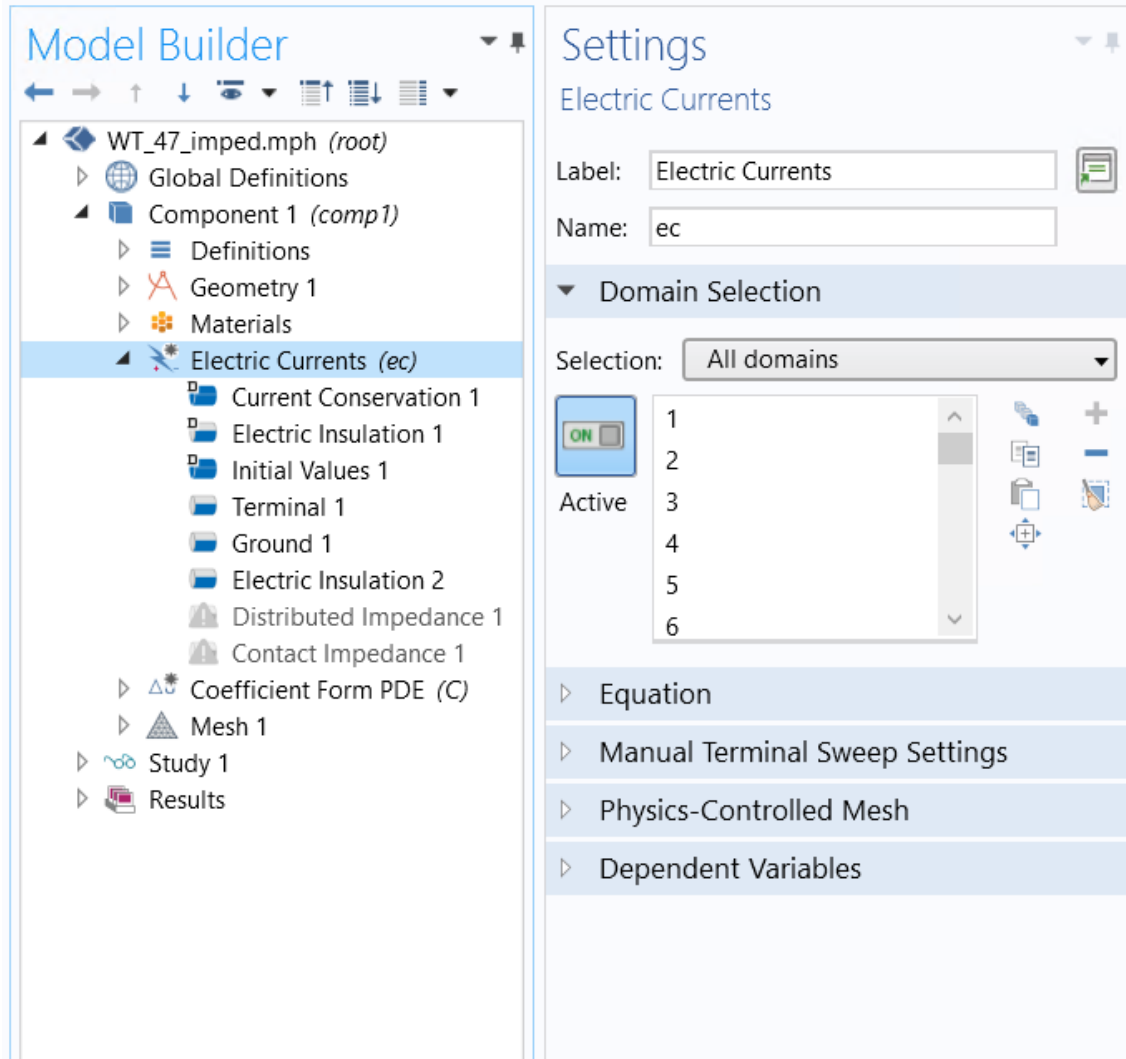 Model Builder
WT_47_imped.mph (root)
Global Definitions
Component 1 (comp1)
Definitions
Geometry 1
Materials
Electric Currents (ec)
D Current Conservation 1
D Electric Insulation 1
D Initial Values 1
Terminal 1
Ground 1
Electric Insulation 2
Distributed Impedance 1
Contact Impedance 1
Δu Coefficient Form PDE (C)
Mesh 1
Study 1
Results
Settings
Electric Currents
Label: Electric Currents
Name: ec
Domain Selection
Selection: All domains
ON
Active
1
2
3
4
5
6
Equation
Manual Terminal Sweep Settings
Physics-Controlled Mesh
Dependent Variables